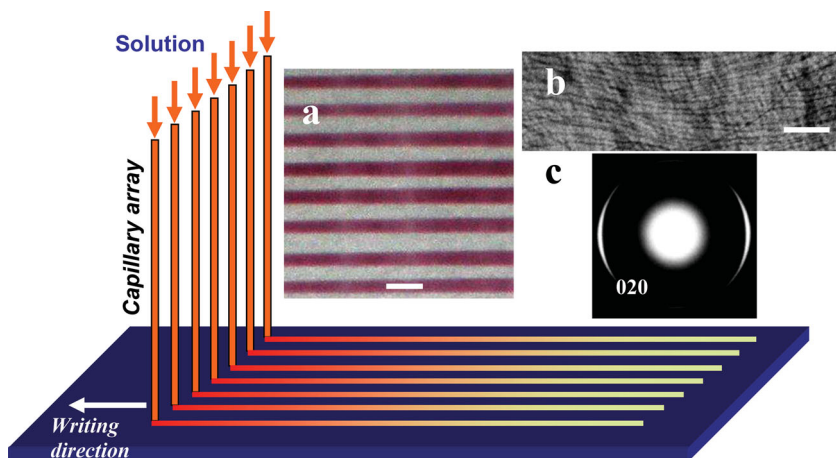 Solution
a
b
c
Capillary array
020
Writing
direction